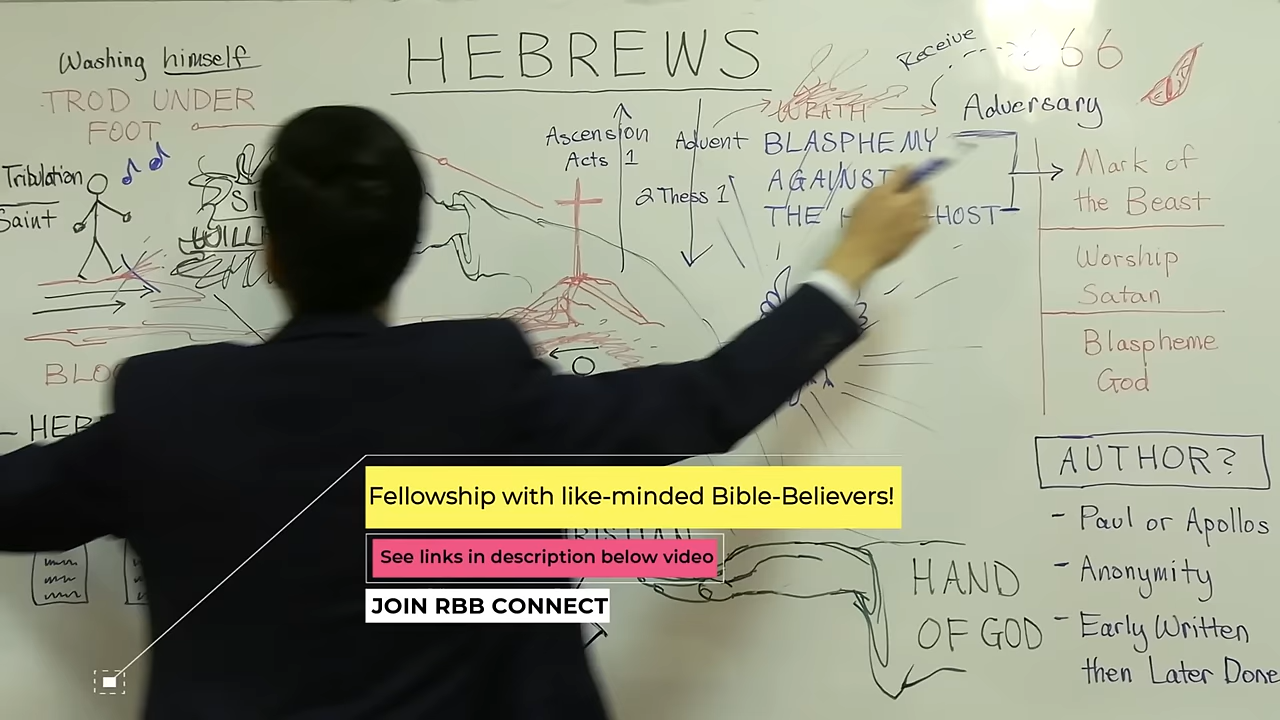 HEBREWS
Washing himself
TROD UNDER
FOOT
Tribulation
Saint
Ascension
Acts 1
Advent
2 Thess 1
WRATH
Receive
66
Adversary
BLASPHEMY
AGAINST
THE
HOST
Mark of
the Beast
Worship
Satan
Blaspheme
God
AUTHOR?
- Paul or Apollos
- Anonymity
- Early Written
then Later Done
HAND
OF GOD
Fellowship with like-minded Bible-Believers!
See links in description below video
JOIN RBB CONNECT